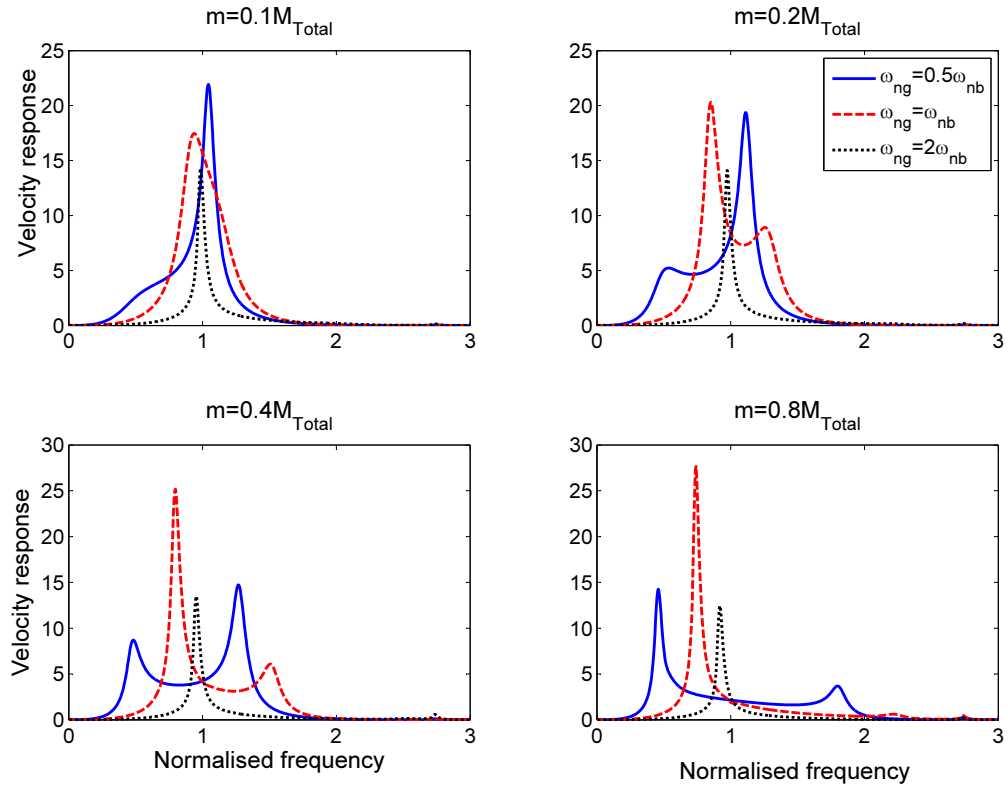 m=0.1M_Total
25
20
15
10
5
0
Velocity response
0 1 2 3
m=0.2M_Total
25
20
15
10
5
0
0 1 2 3
ω_ng=0.5ω_nb
ω_ng=ω_nb
ω_ng=2ω_nb
m=0.4M_Total
30
25
20
15
10
5
0
Velocity response
0 1 2 3
Normalised frequency
m=0.8M_Total
30
25
20
15
10
5
0
0 1 2 3
Normalised frequency